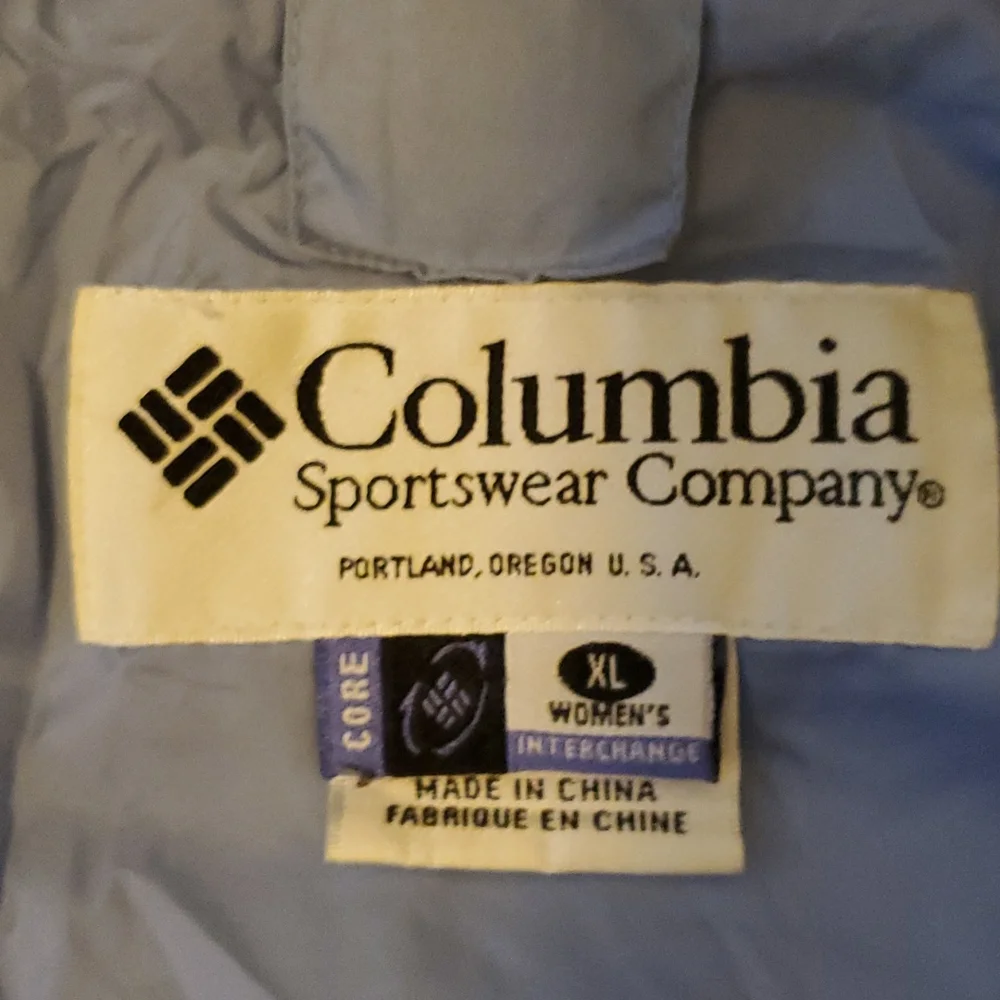 Columbia
Sportswear Company®
PORTLAND, OREGON U. S. A.
CORE
XL
WOMEN'S
INTERCHANGE
MADE IN CHINA
FABRIQUE EN CHINE